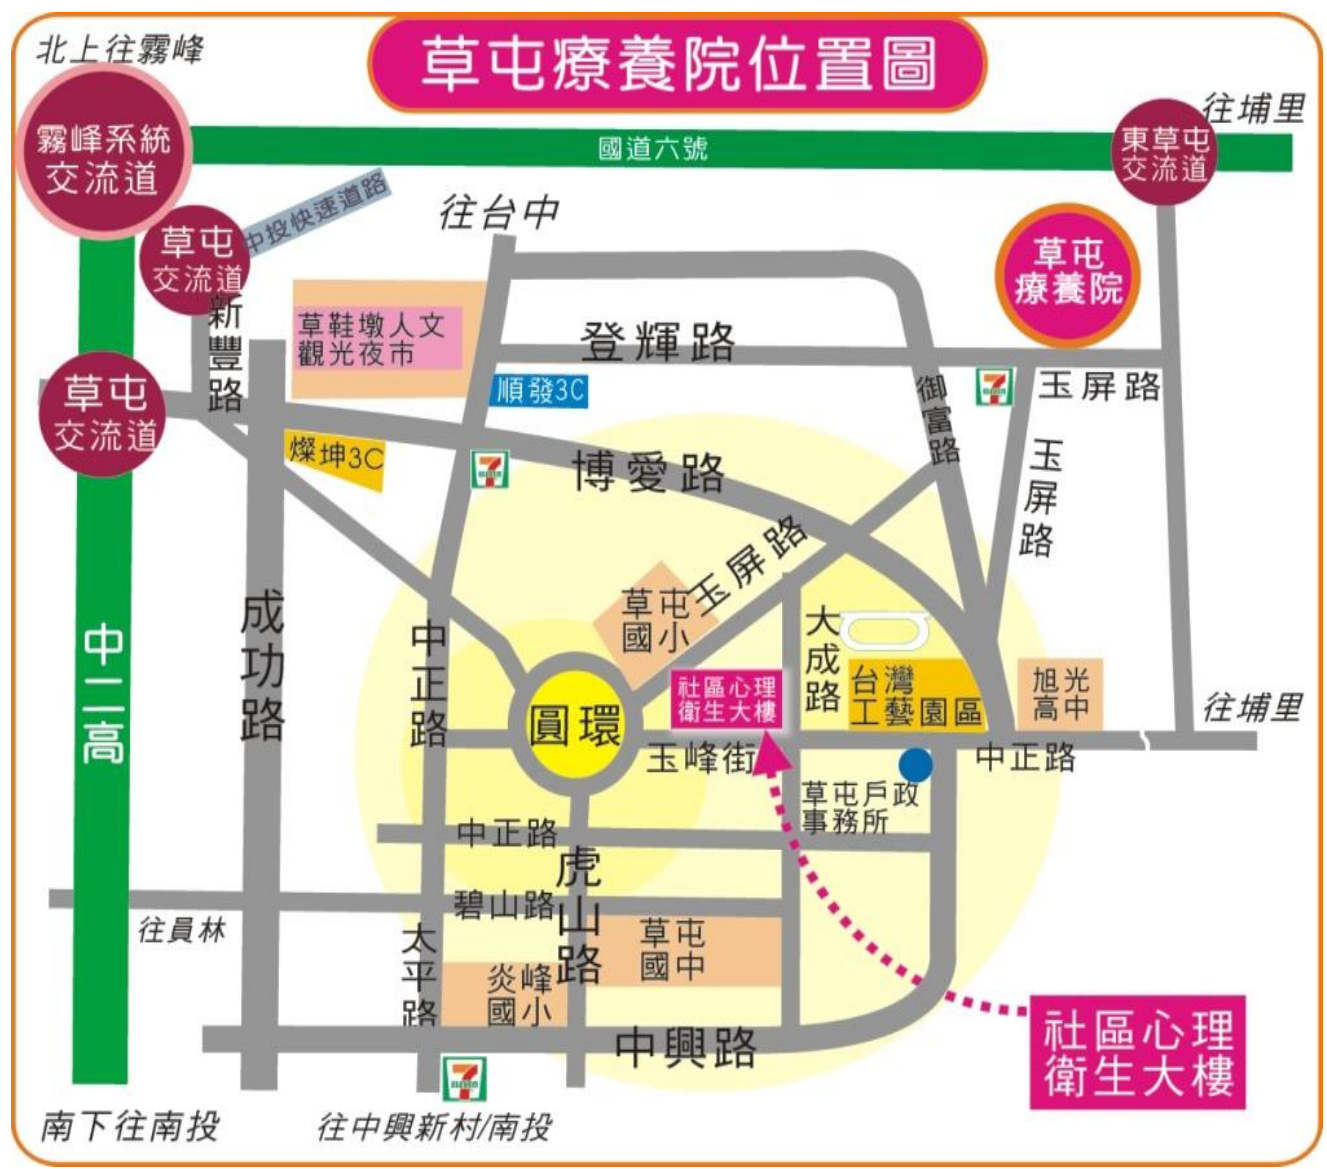 草屯療養院位置圖
北上往霧峰
霧峰系統
交流道
國道六號
往埔里
東草屯
交流道
中投快速道路
往台中
草屯
交流道
草屯
療養院
新豐路
草鞋墩人文
觀光夜市
登輝路
順發3C
御富路
7
ELEVEN
玉屏路
草屯
交流道
燦坤3C
7
ELEVEN
博愛路
玉屏路
玉屏路
中二高
成功路
中正路
草屯
國小
大成路
社區心理
衛生大樓
台灣
工藝園區
旭光
高中
往埔里
圓環
玉峰街
中正路
草屯戶政
事務所
中正路
虎山路
碧山路
往員林
太平路
草屯
國中
炎峰
國小
中興路
社區心理
衛生大樓
7
ELEVEN
南下往南投
往中興新村/南投